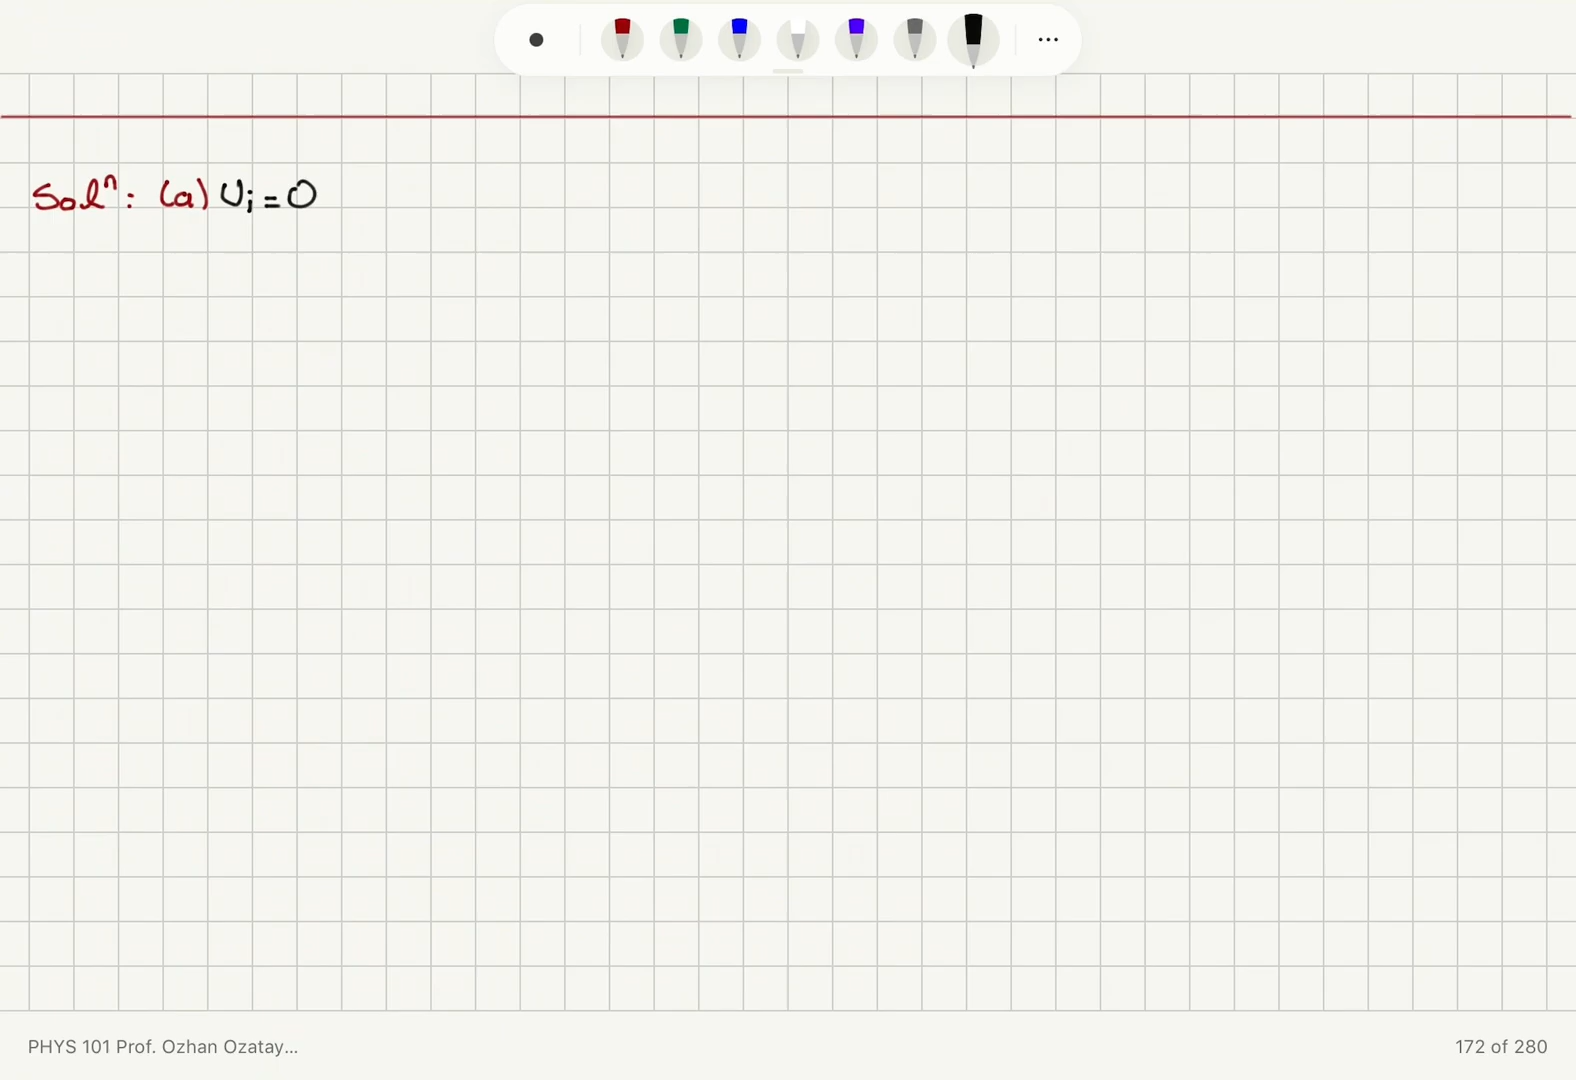 Solⁿ: (a) Uᵢ = 0
PHYS 101 Prof. Ozhan Ozatay...
172 of 280